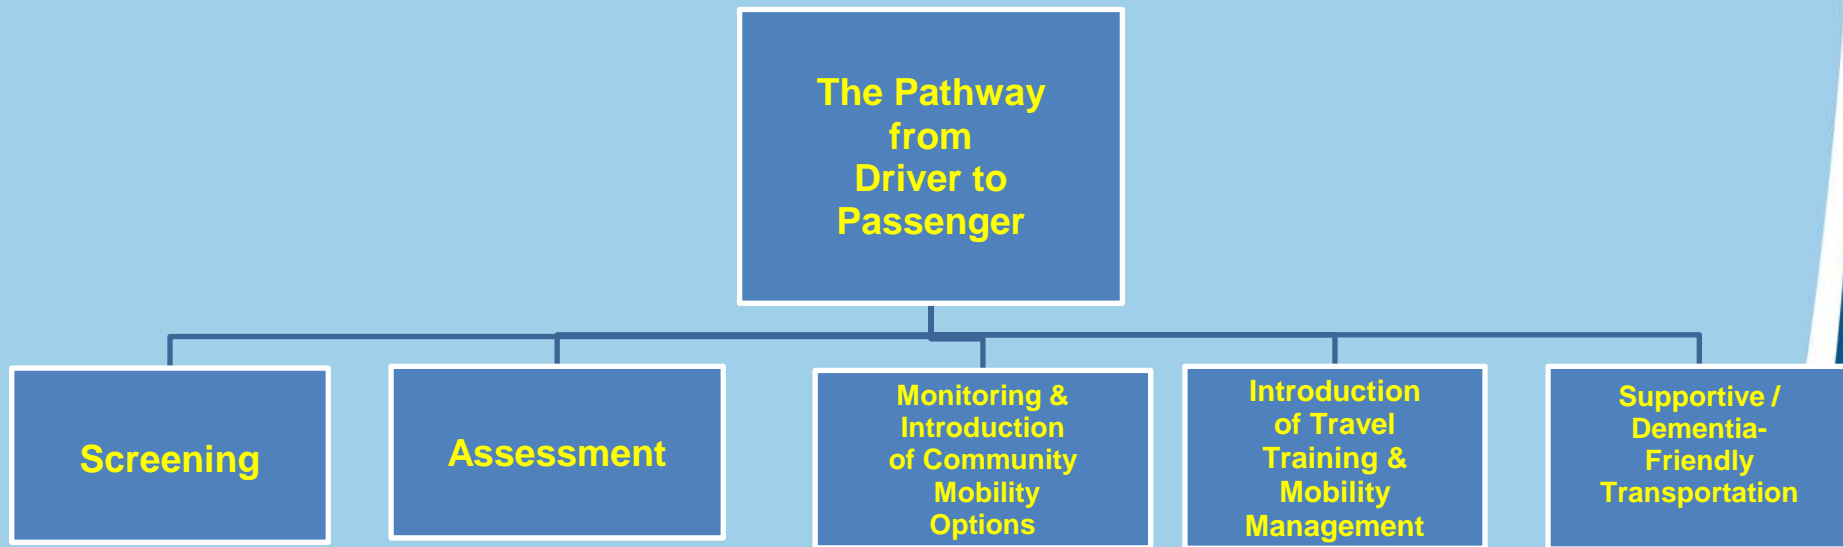 The Pathway
from
Driver to
Passenger
Screening
Assessment
Monitoring &
Introduction
of Community
Mobility
Options
Introduction
of Travel
Training &
Mobility
Management
Supportive /
Dementia-
Friendly
Transportation